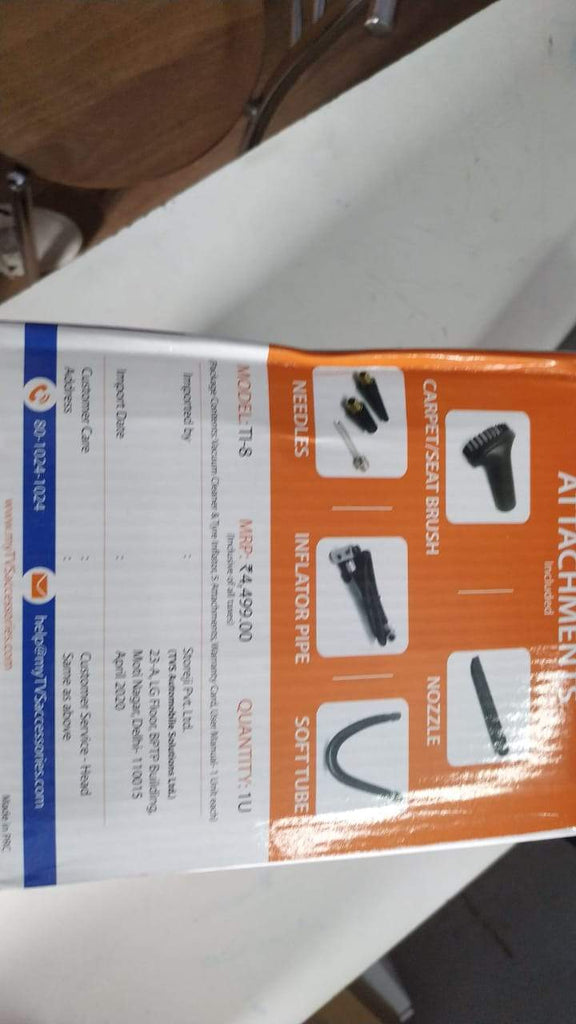 ATTACHMENTS
Included
CARPET/SEAT BRUSH
NOZZLE
NEEDLES
INFLATOR PIPE
SOFT TUBE
MODEL: TI-8 MRP: ₹4,499.00 QUANTITY: 1U
(Inclusive of all taxes)
Package Contents: Vacuum Cleaner & Tyre Inflator, 5 Attachments, Warranty Card, User Manual- 1 Unit each)
Imported by : Storeji Pvt. Ltd.
(TVS Automobile Solutions Ltd.)
23-A, LG Floor, BPTP Building,
Moti Nagar, Delhi- 110015
Import Date : April 2020
Customer Care : Customer Service - Head
Address : Same as above
80-1024-1024 help@myTVSaccessories.com
www.myTVSaccessories.com
Made in PRC